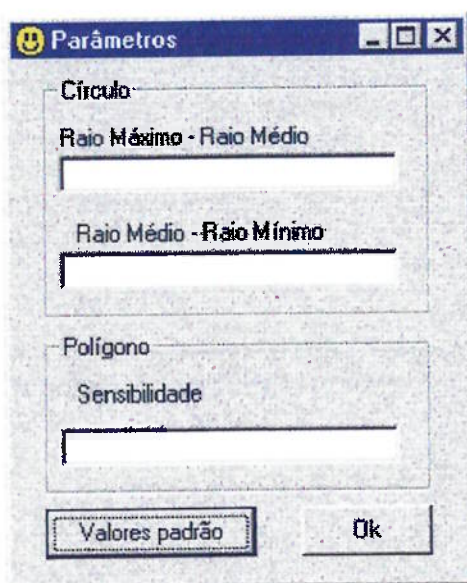 Parâmetros
Círculo
Raio Máximo - Raio Médio
Raio Médio - Raio Mínimo
Polígono
Sensibilidade
Valores padrão
Ok